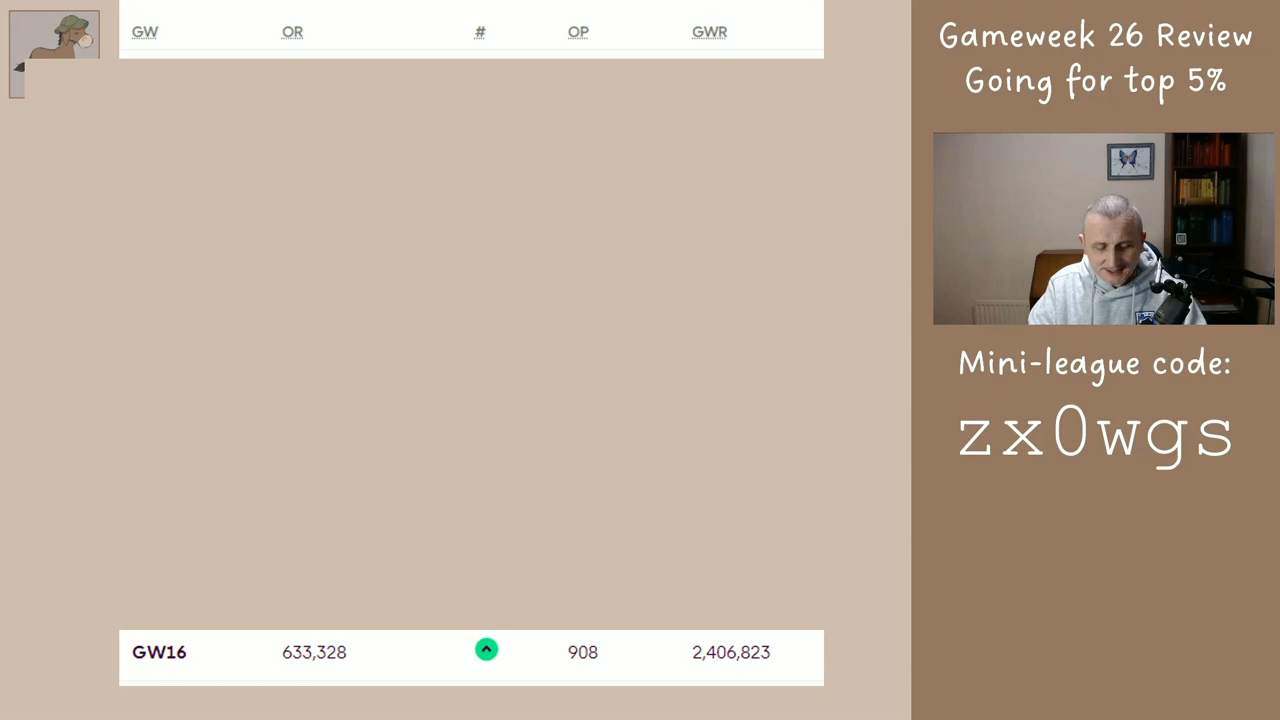 GW OR # OP GWR
GW16 633,328 908 2,406,823
Gameweek 26 Review
Going for top 5%
Mini-league code:
zx0wgs